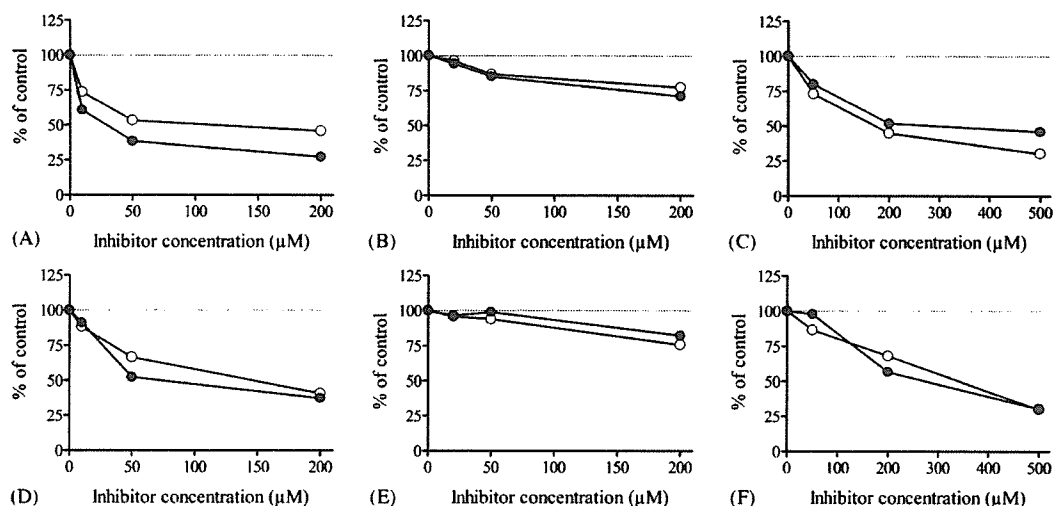 125
100
75
50
25
0
% of control
0 50 100 150 200
(A) Inhibitor concentration (µM)
125
100
75
50
25
0
% of control
0 50 100 150 200
(B) Inhibitor concentration (µM)
125
100
75
50
25
0
% of control
0 100 200 300 400 500
(C) Inhibitor concentration (µM)
125
100
75
50
25
0
% of control
0 50 100 150 200
(D) Inhibitor concentration (µM)
125
100
75
50
25
0
% of control
0 50 100 150 200
(E) Inhibitor concentration (µM)
125
100
75
50
25
0
% of control
0 100 200 300 400 500
(F) Inhibitor concentration (µM)